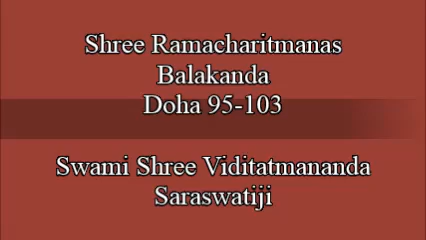 Shree Ramacharitmanas
Balakanda
Doha 95-103
Swami Shree Viditatmananda
Saraswatiji